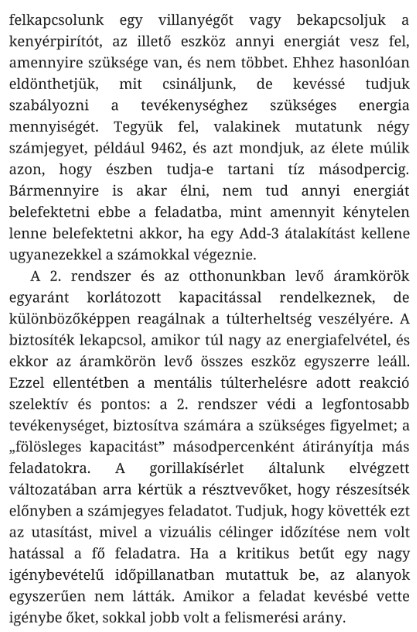 felkapcsolunk egy villanyégőt vagy bekapcsoljuk a
kenyérpirítót, az illető eszköz annyi energiát vesz fel,
amennyire szüksége van, és nem többet. Ehhez hasonlóan
eldönthetjük, mit csináljunk, de kevéssé tudjuk
szabályozni a tevékenységhez szükséges energia
mennyiségét. Tegyük fel, valakinek mutatunk négy
számjegyet, például 9462, és azt mondjuk, az élete múlik
azon, hogy észben tudja-e tartani tíz másodpercig.
Bármennyire is akar élni, nem tud annyi energiát
belefektetni ebbe a feladatba, mint amennyit kénytelen
lenne belefektetni akkor, ha egy Add-3 átalakítást kellene
ugyanezekkel a számokkal végeznie.
A 2. rendszer és az otthonunkban levő áramkörök
egyaránt korlátozott kapacitással rendelkeznek, de
különbözőképpen reagálnak a túlterheltség veszélyére. A
biztosíték lekapcsol, amikor túl nagy az energiafelvétel, és
ekkor az áramkörön levő összes eszköz egyszerre leáll.
Ezzel ellentétben a mentális túlterhelésre adott reakció
szelektív és pontos: a 2. rendszer védi a legfontosabb
tevékenységet, biztosítva számára a szükséges figyelmet; a
„fölösleges kapacitást” másodpercenként átirányítja más
feladatokra. A gorillakísérlet általunk elvégzett
változatában arra kértük a résztvevőket, hogy részesítsék
előnyben a számjegyes feladatot. Tudjuk, hogy követték ezt
az utasítást, mivel a vizuális célinger időzítése nem volt
hatással a fő feladatra. Ha a kritikus betűt egy nagy
igénybevételű időpillanatban mutattuk be, az alanyok
egyszerűen nem látták. Amikor a feladat kevésbé vette
igénybe őket, sokkal jobb volt a felismerési arány.